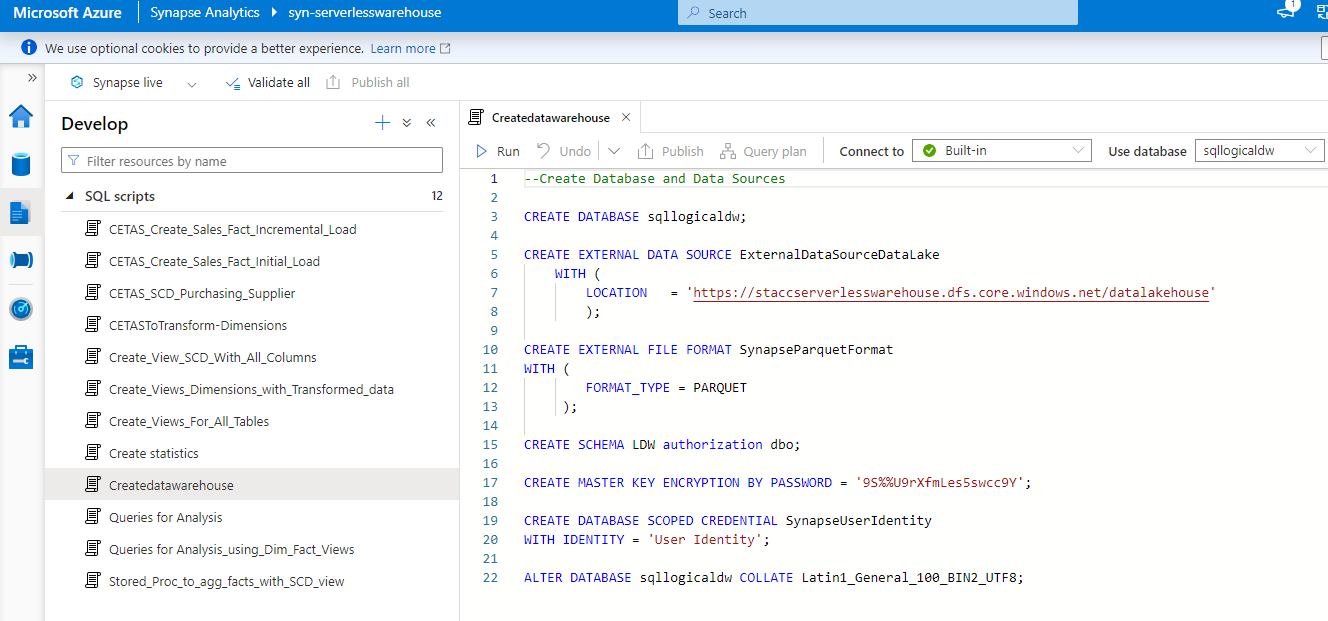 Microsoft Azure Synapse Analytics syn-serverlesswarehouse Search 1
We use optional cookies to provide a better experience. Learn more
Synapse live Validate all Publish all
Develop
Filter resources by name
SQL scripts 12
CETAS_Create_Sales_Fact_Incremental_Load
CETAS_Create_Sales_Fact_Initial_Load
CETAS_SCD_Purchasing_Supplier
CETASToTransform-Dimensions
Create_View_SCD_With_All_Columns
Create_Views_Dimensions_with_Transformed_data
Create_Views_For_All_Tables
Create statistics
Createdatawarehouse
Queries for Analysis
Queries for Analysis_using_Dim_Fact_Views
Stored_Proc_to_agg_facts_with_SCD_view
Createdatawarehouse
Run Undo Publish Query plan Connect to Built-in Use database sqllogicaldw
1 --Create Database and Data Sources
2
3 CREATE DATABASE sqllogicaldw;
4
5 CREATE EXTERNAL DATA SOURCE ExternalDataSourceDataLake
6 WITH (
7 LOCATION = 'https://staccserverlesswarehouse.dfs.core.windows.net/datalakehouse'
8 );
9
10 CREATE EXTERNAL FILE FORMAT SynapseParquetFormat
11 WITH (
12 FORMAT_TYPE = PARQUET
13 );
14
15 CREATE SCHEMA LDW authorization dbo;
16
17 CREATE MASTER KEY ENCRYPTION BY PASSWORD = '9S%%U9rXfmLes5swcc9Y';
18
19 CREATE DATABASE SCOPED CREDENTIAL SynapseUserIdentity
20 WITH IDENTITY = 'User Identity';
21
22 ALTER DATABASE sqllogicaldw COLLATE Latin1_General_100_BIN2_UTF8;